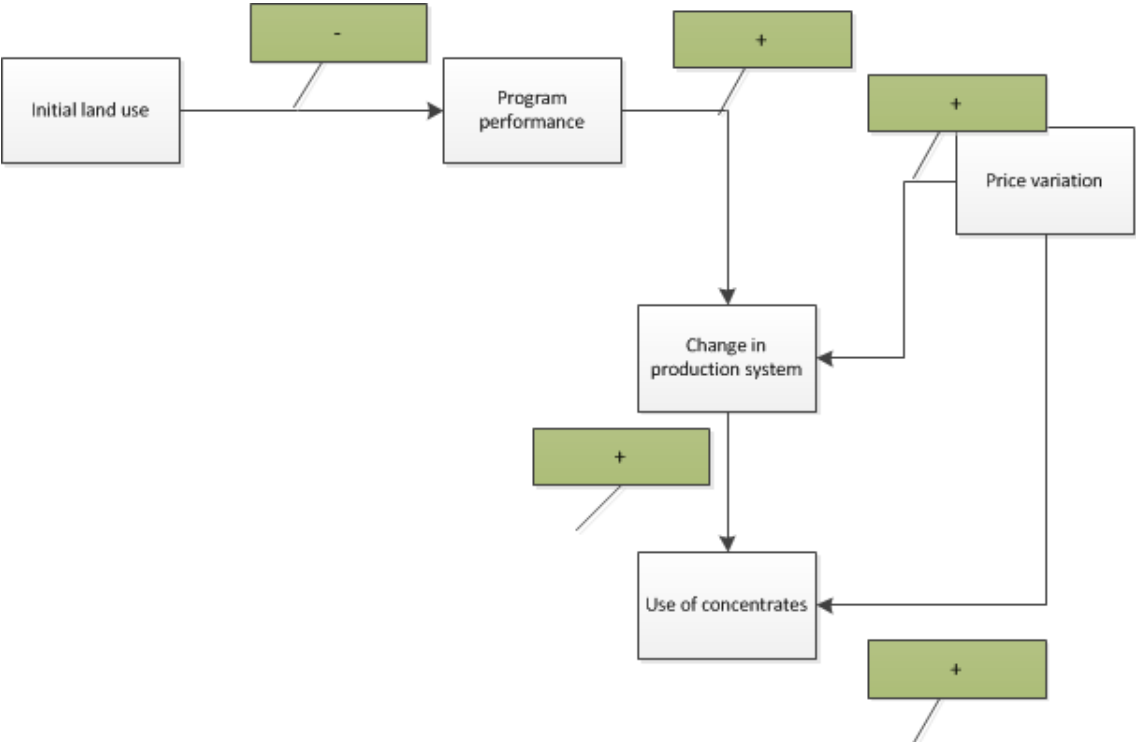 -
+
+
Initial land use
Program
performance
Price variation
Change in
production system
+
Use of concentrates
+